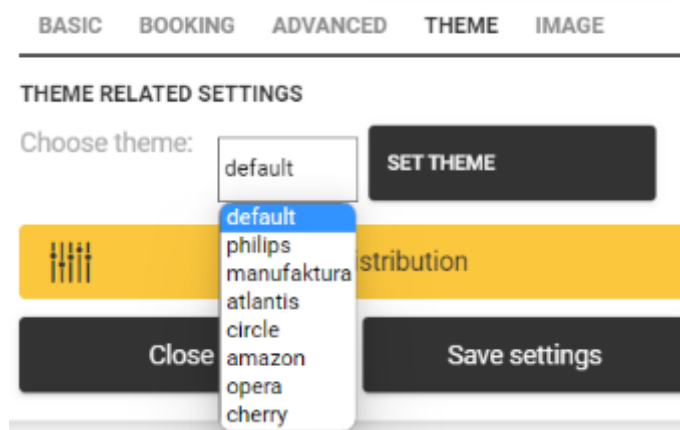 BASIC BOOKING ADVANCED THEME IMAGE
THEME RELATED SETTINGS
Choose theme: default SET THEME
default
philips
manufaktura
stribution
atlantis
circle
Close amazon Save settings
opera
cherry